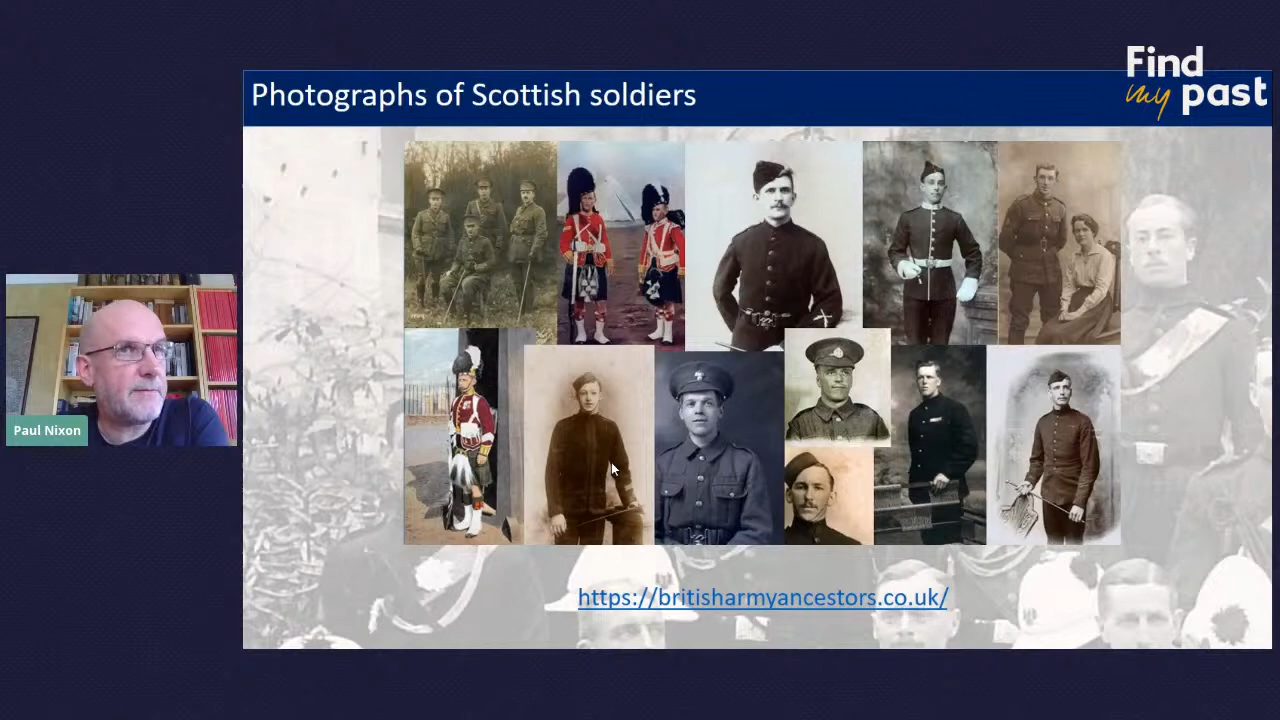 Photographs of Scottish soldiers
Find
my past
Paul Nixon
https://britisharmyancestors.co.uk/